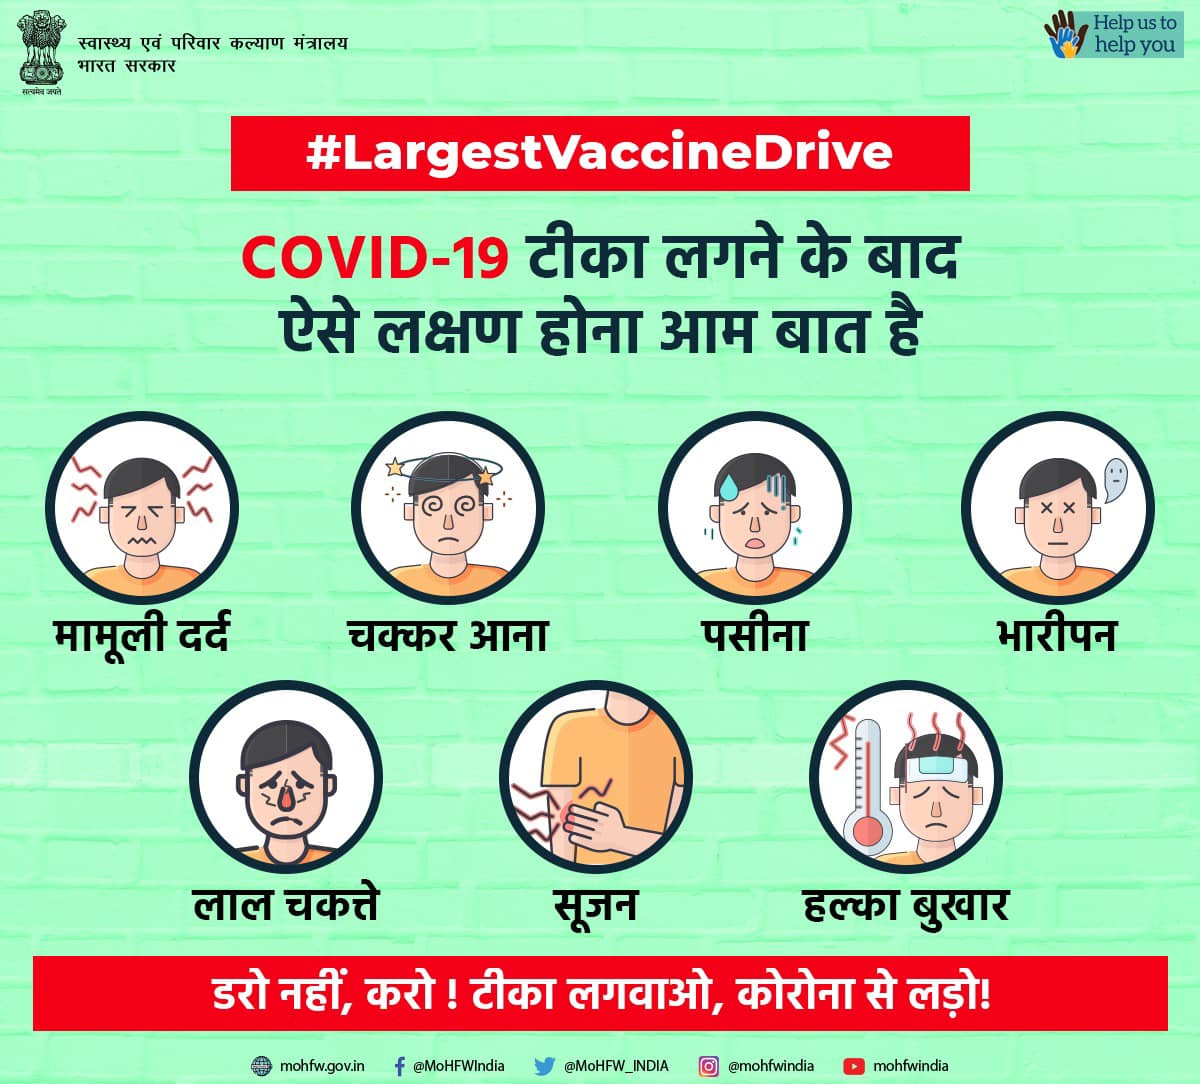 स्वास्थ्य एवं परिवार कल्याण मंत्रालय
भारत सरकार
सत्यमेव जयते
Help us to
help you
#LargestVaccineDrive
COVID-19 टीका लगने के बाद
ऐसे लक्षण होना आम बात है
मामूली दर्द
चक्कर आना
पसीना
भारीपन
लाल चकत्ते
सूजन
हल्का बुखार
डरो नहीं, करो ! टीका लगवाओ, कोरोना से लड़ो!
mohfw.gov.in @MoHFWIndia @MoHFW_INDIA @mohfwindia mohfwindia